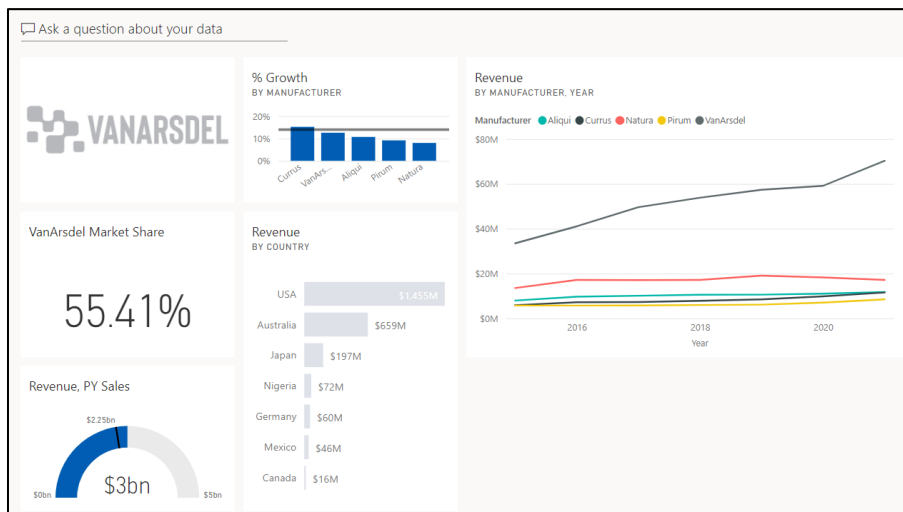 Ask a question about your data
VANARSDEL
% Growth
BY MANUFACTURER
20%
10%
0%
Currus
VanArs...
Aliqui
Pirum
Natura
Revenue
BY MANUFACTURER, YEAR
Manufacturer Aliqui Currus Natura Pirum VanArsdel
$80M
$60M
$40M
$20M
$0M
2016 2018 2020
Year
VanArsdel Market Share
55.41%
Revenue
BY COUNTRY
USA $1,455M
Australia $659M
Japan $197M
Nigeria $72M
Germany $60M
Mexico $46M
Canada $16M
Revenue, PY Sales
$2.25bn
$3bn
$0bn $5bn